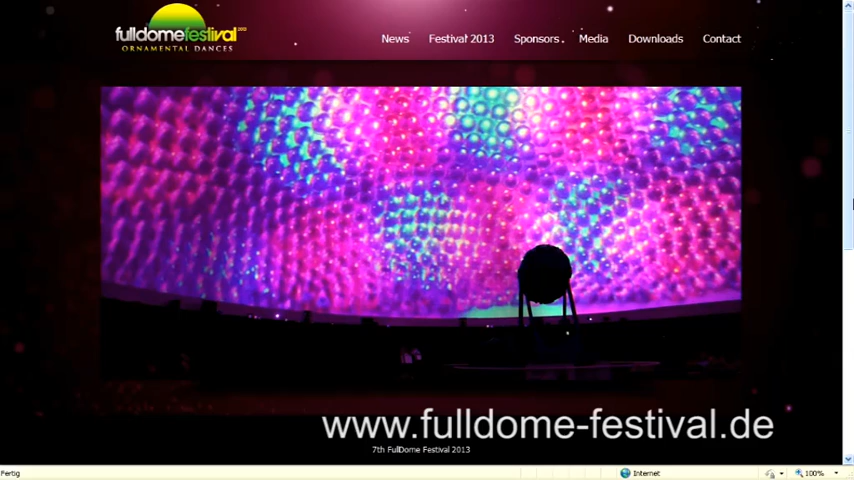 fulldomefestival
ORNAMENTAL DANCES
News Festival 2013 Sponsors Media Downloads Contact
www.fulldome-festival.de
7th FullDome Festival 2013
Fertig Internet 100%